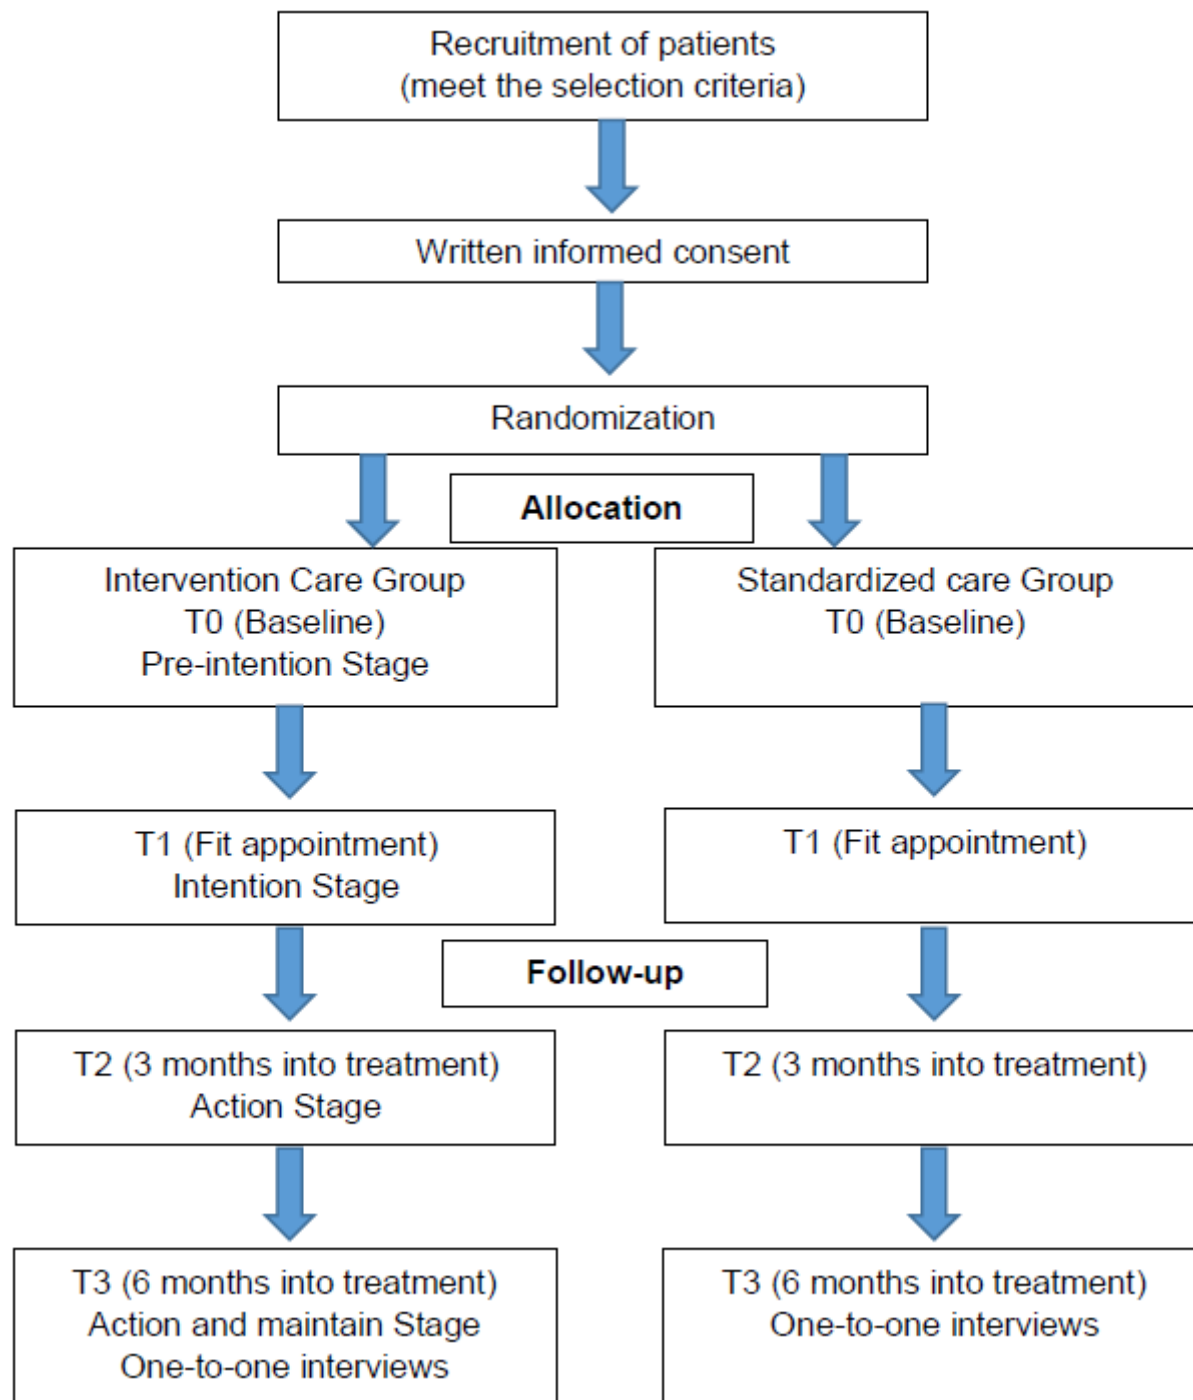 Recruitment of patients
(meet the selection criteria)
Written informed consent
Randomization
Allocation
Intervention Care Group
T0 (Baseline)
Pre-intention Stage
Standardized care Group
T0 (Baseline)
T1 (Fit appointment)
Intention Stage
T1 (Fit appointment)
Follow-up
T2 (3 months into treatment)
Action Stage
T2 (3 months into treatment)
T3 (6 months into treatment)
Action and maintain Stage
One-to-one interviews
T3 (6 months into treatment)
One-to-one interviews